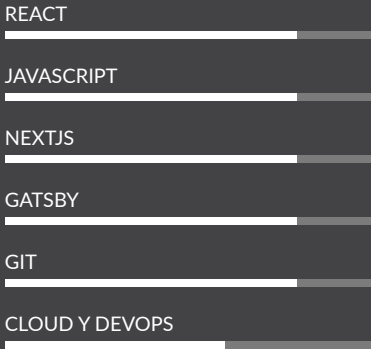 REACT
JAVASCRIPT
NEXTJS
GATSBY
GIT
CLOUD Y DEVOPS